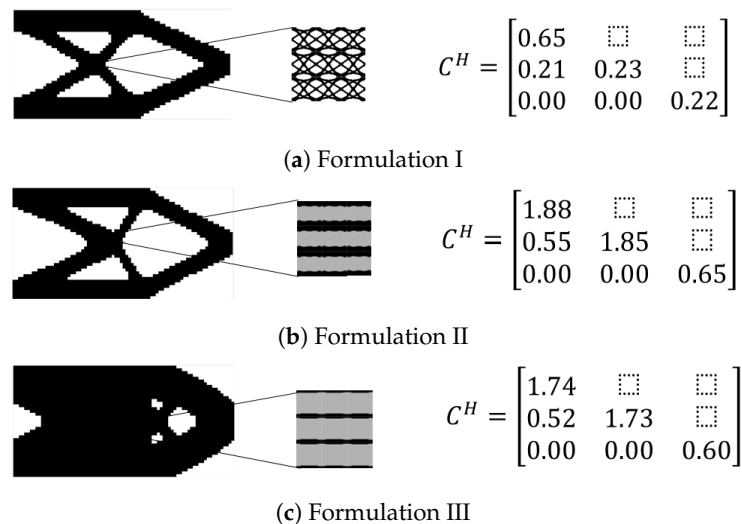 C^H = [0.65 ⬚ ⬚
0.21 0.23 ⬚
0.00 0.00 0.22]
(a) Formulation I
C^H = [1.88 ⬚ ⬚
0.55 1.85 ⬚
0.00 0.00 0.65]
(b) Formulation II
C^H = [1.74 ⬚ ⬚
0.52 1.73 ⬚
0.00 0.00 0.60]
(c) Formulation III